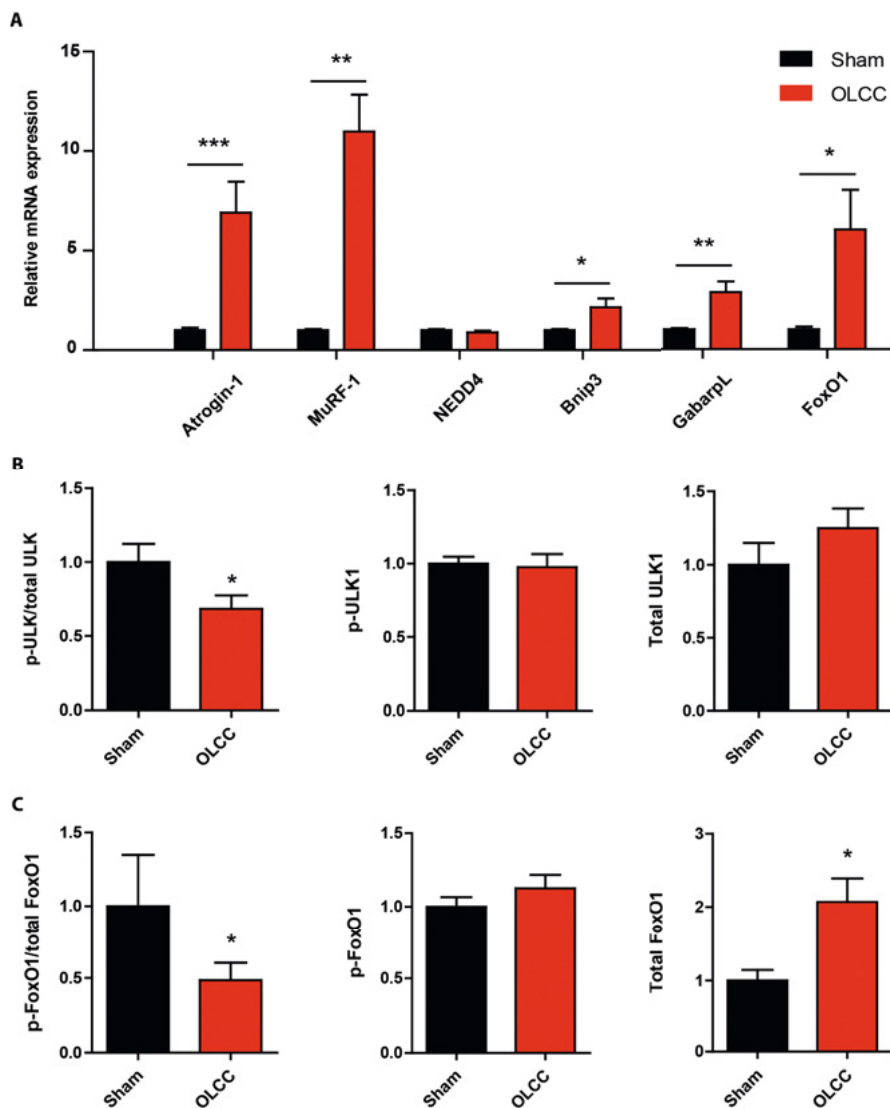 A
Relative mRNA expression
15
10
5
0
***
**
*
**
*
Sham
OLCC
Atrogin-1
MuRF-1
NEDD4
Bnip3
GabarpL
FoxO1
B
p-ULK/total ULK
1.5
1.0
0.5
0.0
*
Sham
OLCC
p-ULK1
1.5
1.0
0.5
0.0
Sham
OLCC
Total ULK1
1.5
1.0
0.5
0.0
Sham
OLCC
C
p-FoxO1/total FoxO1
1.5
1.0
0.5
0.0
*
Sham
OLCC
p-FoxO1
1.5
1.0
0.5
0.0
Sham
OLCC
Total FoxO1
3
2
1
0
*
Sham
OLCC